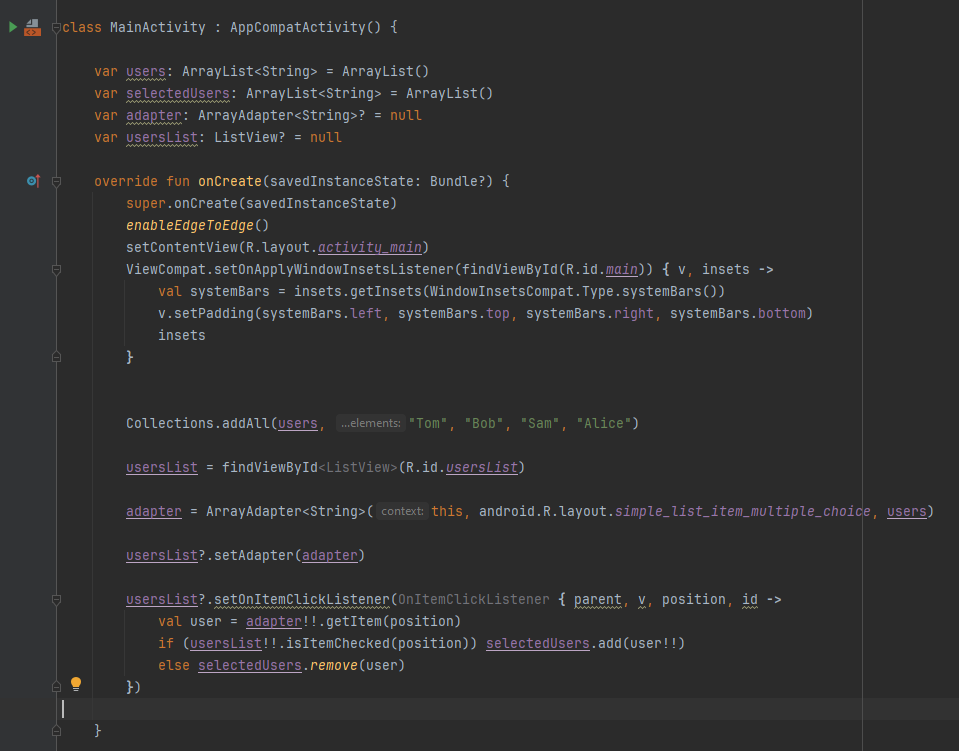 class MainActivity : AppCompatActivity() {
var users: ArrayList<String> = ArrayList()
var selectedUsers: ArrayList<String> = ArrayList()
var adapter: ArrayAdapter<String>? = null
var usersList: ListView? = null
override fun onCreate(savedInstanceState: Bundle?) {
super.onCreate(savedInstanceState)
enableEdgeToEdge()
setContentView(R.layout.activity_main)
ViewCompat.setOnApplyWindowInsetsListener(findViewById(R.id.main)) { v, insets ->
val systemBars = insets.getInsets(WindowInsetsCompat.Type.systemBars())
v.setPadding(systemBars.left, systemBars.top, systemBars.right, systemBars.bottom)
insets
}
Collections.addAll(users, ...elements: "Tom", "Bob", "Sam", "Alice")
usersList = findViewById<ListView>(R.id.usersList)
adapter = ArrayAdapter<String>( context: this, android.R.layout.simple_list_item_multiple_choice, users)
usersList?.setAdapter(adapter)
usersList?.setOnItemClickListener(OnItemClickListener { parent, v, position, id ->
val user = adapter!!.getItem(position)
if (usersList!!.isItemChecked(position)) selectedUsers.add(user!!)
else selectedUsers.remove(user)
})
}